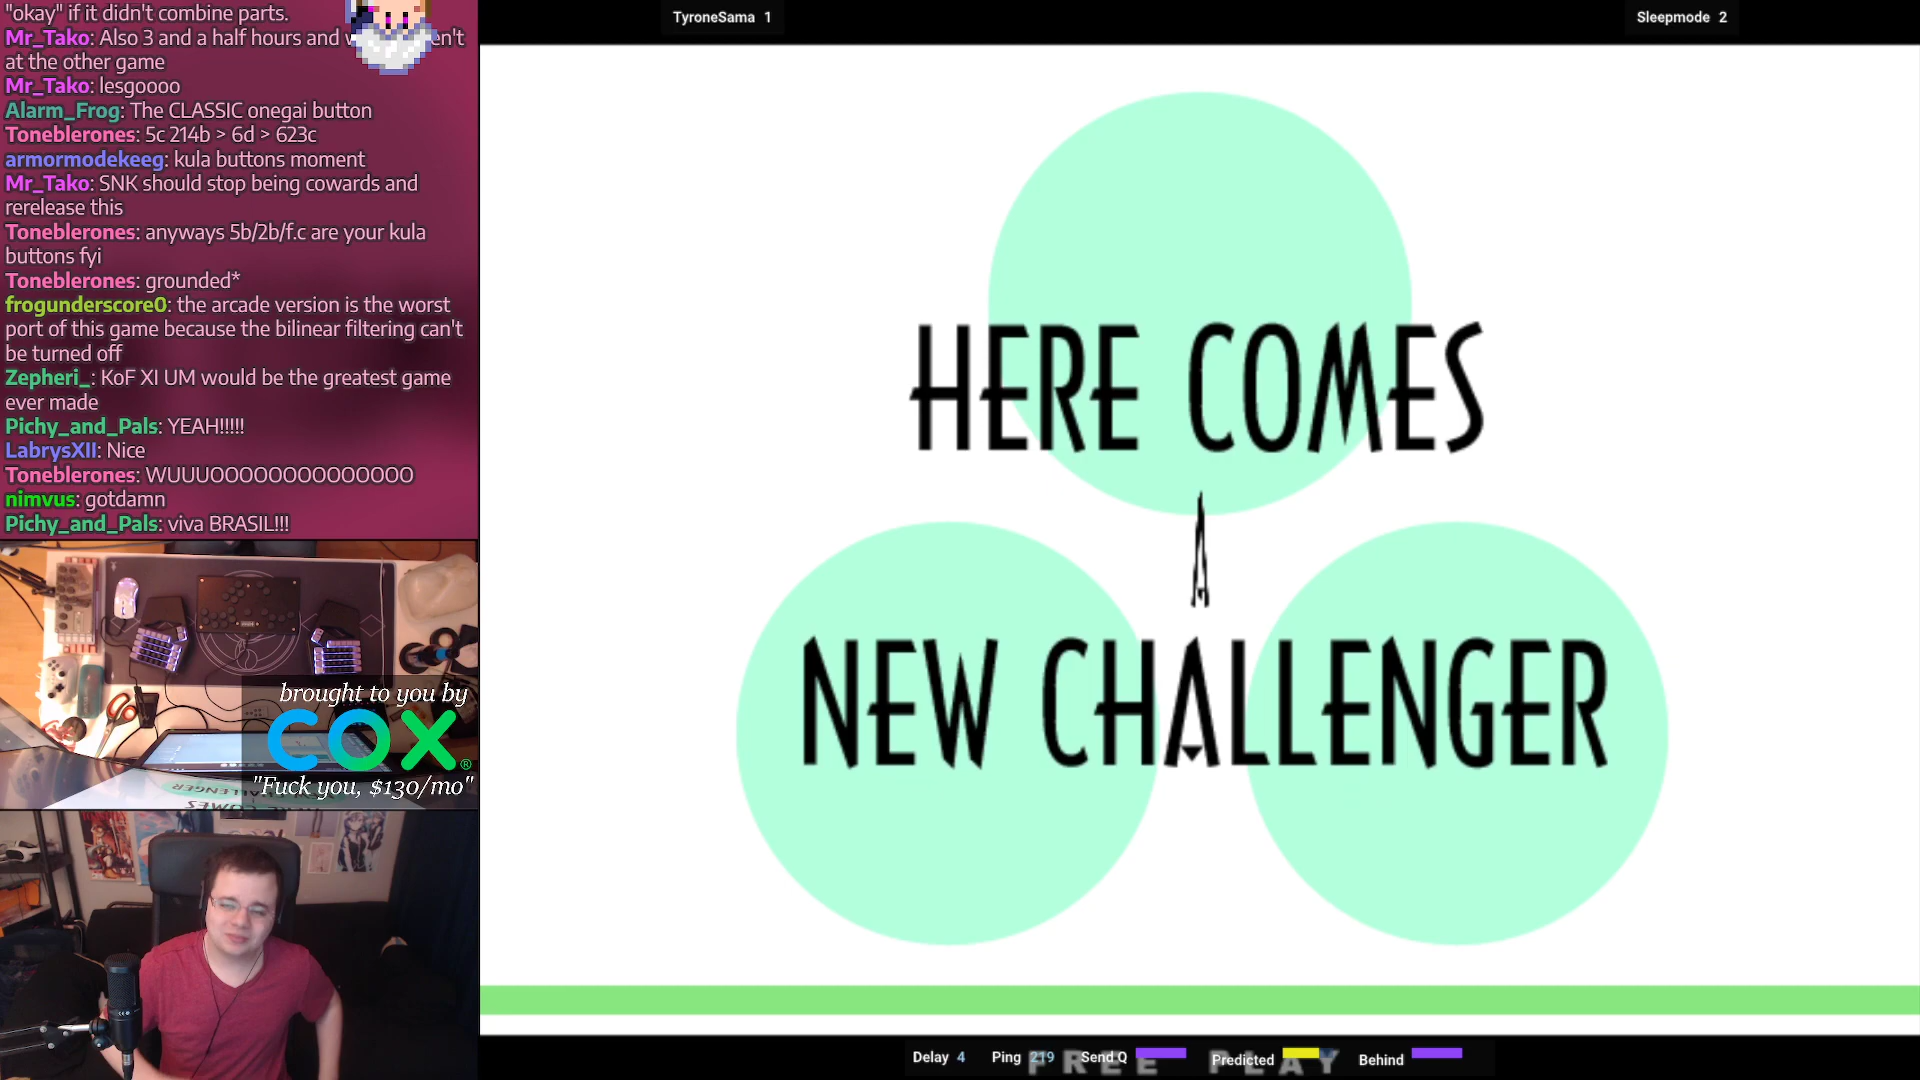 "okay" if it didn't combine parts.
Mr_Tako: Also 3 and a half hours and
at the other game
Mr_Tako: lesgoooo
Alarm_Frog: The CLASSIC onegai button
Toneblerones: 5c 214b > 6d > 623c
armormodekeeg: kula buttons moment
Mr_Tako: SNK should stop being cowards and
rerelease this
Toneblerones: anyways 5b/2b/f.c are your kula
buttons fyi
Toneblerones: grounded*
frogunderscore0: the arcade version is the worst
port of this game because the bilinear filtering can't
be turned off
Zepheri_: KoF XI UM would be the greatest game
ever made
Pichy_and_Pals: YEAH!!!!!
LabrysXII: Nice
Toneblerones: WUUUOOOOOOOOOOOOOO
nimvus: gotdamn
Pichy_and_Pals: viva BRASIL!!!
brought to you by
COX®
"Fuck you, $130/mo"
TyroneSama 1
Sleepmode 2
HERE COMES
A
NEW CHALLENGER
Delay 4 Ping 219 Send Q Predicted Behind
FREE PLAY